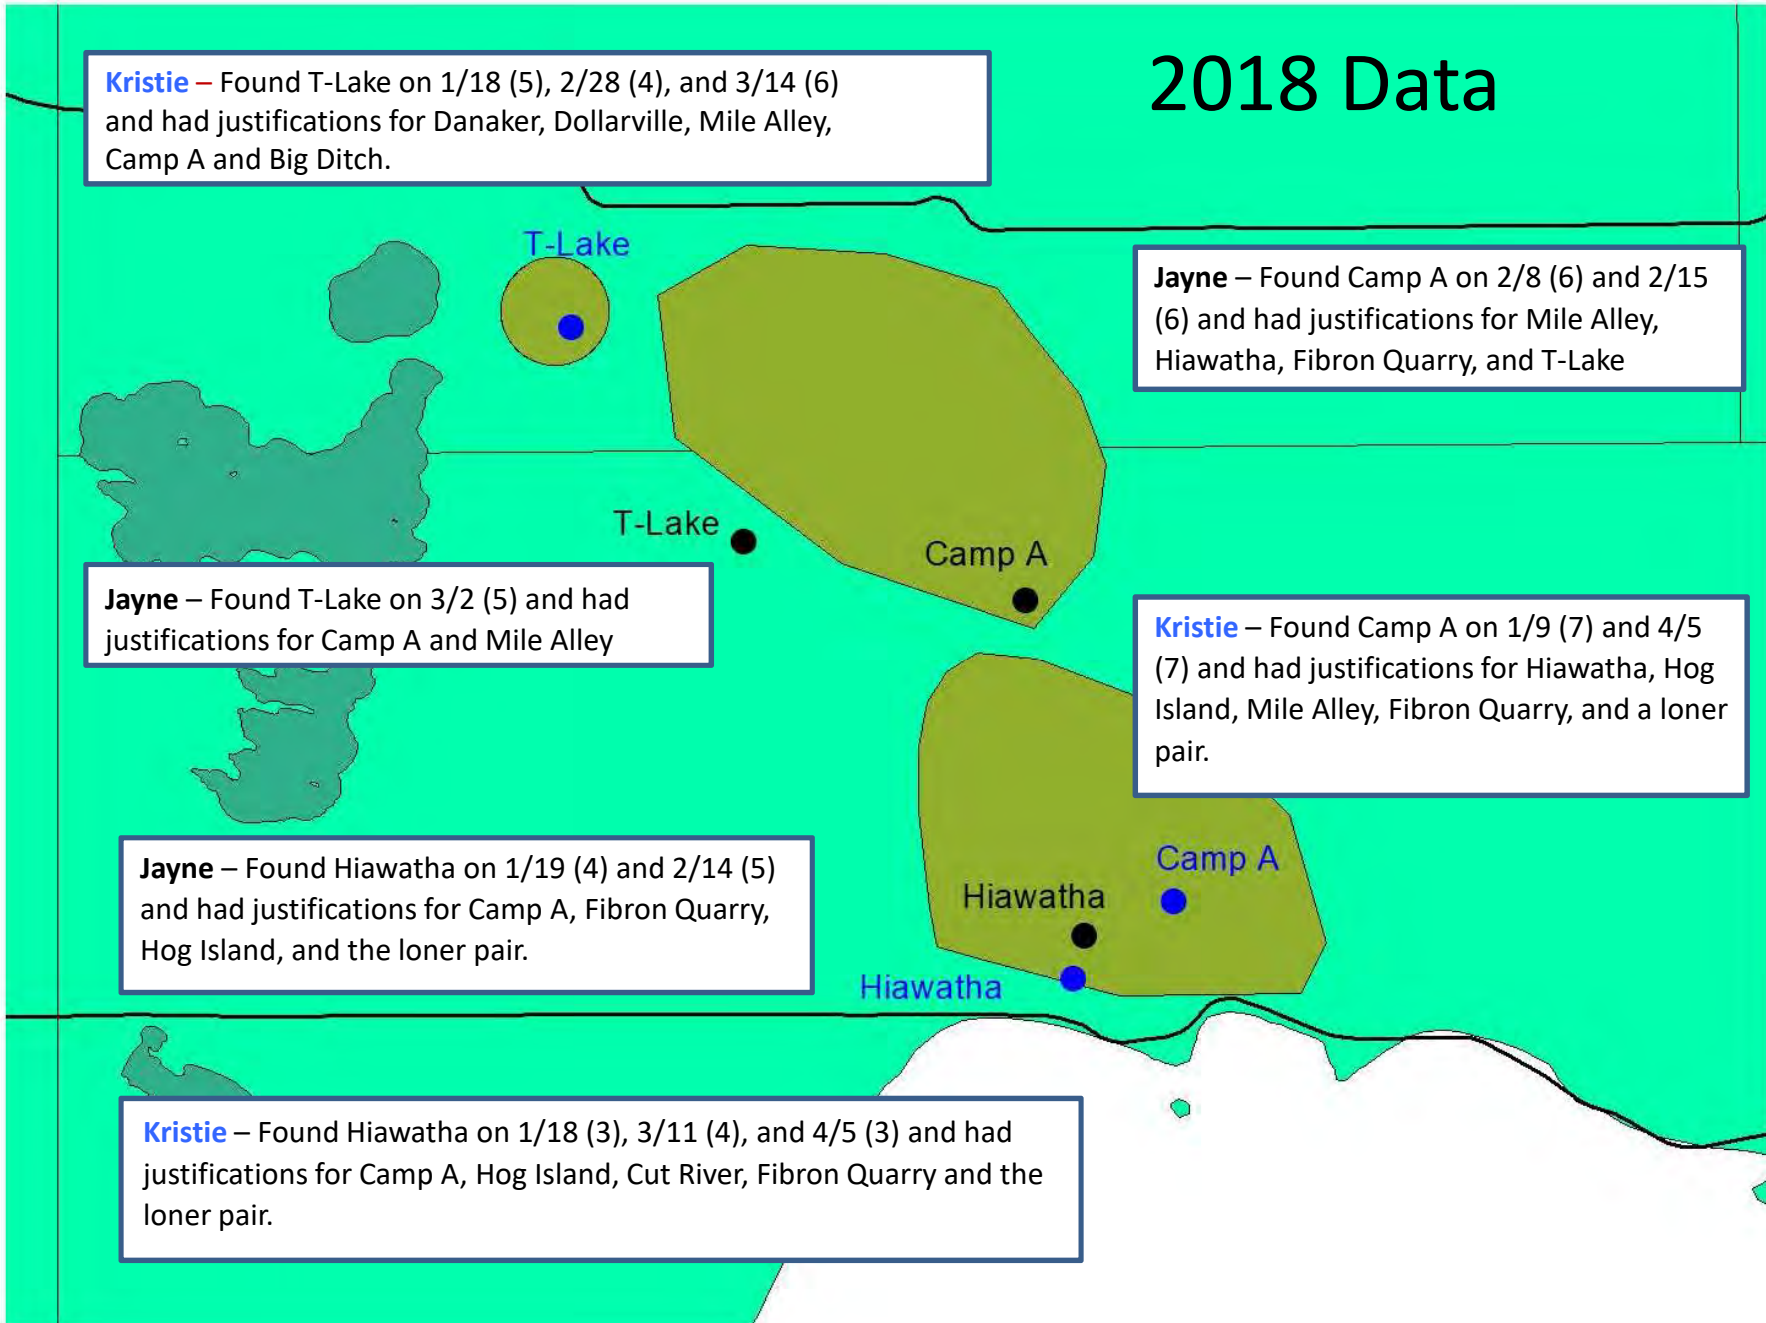 2018 Data
Kristie – Found T-Lake on 1/18 (5), 2/28 (4), and 3/14 (6)
and had justifications for Danaker, Dollarville, Mile Alley,
Camp A and Big Ditch.
T-Lake
Jayne – Found Camp A on 2/8 (6) and 2/15
(6) and had justifications for Mile Alley,
Hiawatha, Fibron Quarry, and T-Lake
T-Lake
Camp A
Jayne – Found T-Lake on 3/2 (5) and had
justifications for Camp A and Mile Alley
Kristie – Found Camp A on 1/9 (7) and 4/5
(7) and had justifications for Hiawatha, Hog
Island, Mile Alley, Fibron Quarry, and a loner
pair.
Jayne – Found Hiawatha on 1/19 (4) and 2/14 (5)
and had justifications for Camp A, Fibron Quarry,
Hog Island, and the loner pair.
Camp A
Hiawatha
Hiawatha
Kristie – Found Hiawatha on 1/18 (3), 3/11 (4), and 4/5 (3) and had
justifications for Camp A, Hog Island, Cut River, Fibron Quarry and the
loner pair.